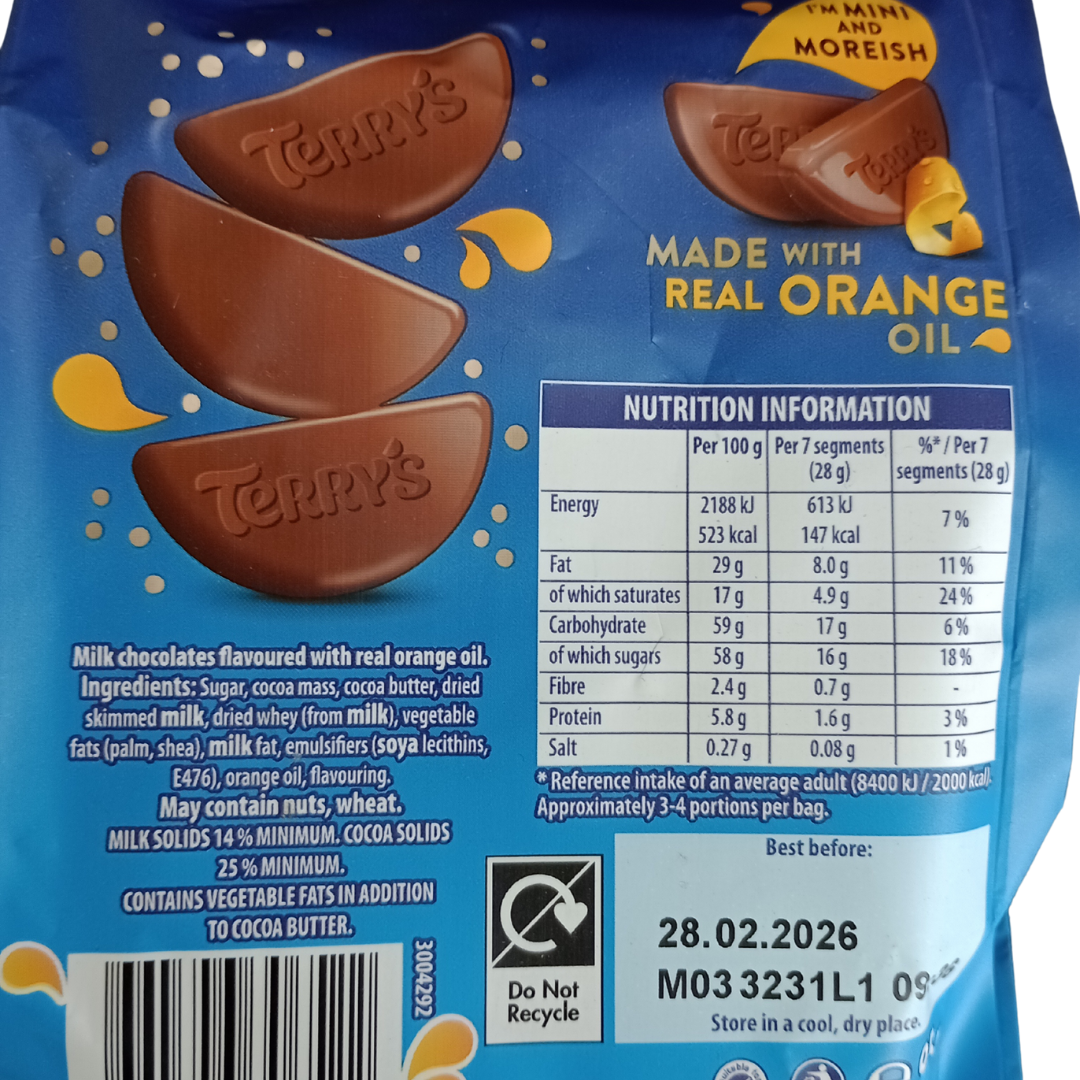 I'M MINI
AND
MOREISH
TERRY'S
TERRY'S
TERRY'S
MADE WITH
REAL ORANGE
OIL
NUTRITION INFORMATION
Per 100 g Per 7 segments (28 g) %* / Per 7 segments (28 g)
Energy 2188 kJ 613 kJ 7 %
523 kcal 147 kcal
Fat 29 g 8.0 g 11 %
of which saturates 17 g 4.9 g 24 %
Carbohydrate 59 g 17 g 6 %
of which sugars 58 g 16 g 18 %
Fibre 2.4 g 0.7 g -
Protein 5.8 g 1.6 g 3 %
Salt 0.27 g 0.08 g 1 %
* Reference intake of an average adult (8400 kJ / 2000 kcal).
Approximately 3-4 portions per bag.
Milk chocolates flavoured with real orange oil.
Ingredients: Sugar, cocoa mass, cocoa butter, dried
skimmed milk, dried whey (from milk), vegetable
fats (palm, shea), milk fat, emulsifiers (soya lecithins,
E476), orange oil, flavouring.
May contain nuts, wheat.
MILK SOLIDS 14 % MINIMUM. COCOA SOLIDS
25 % MINIMUM.
CONTAINS VEGETABLE FATS IN ADDITION
TO COCOA BUTTER.
3004292
Do Not
Recycle
Best before:
28.02.2026
M03 3231L1 09
Store in a cool, dry place.